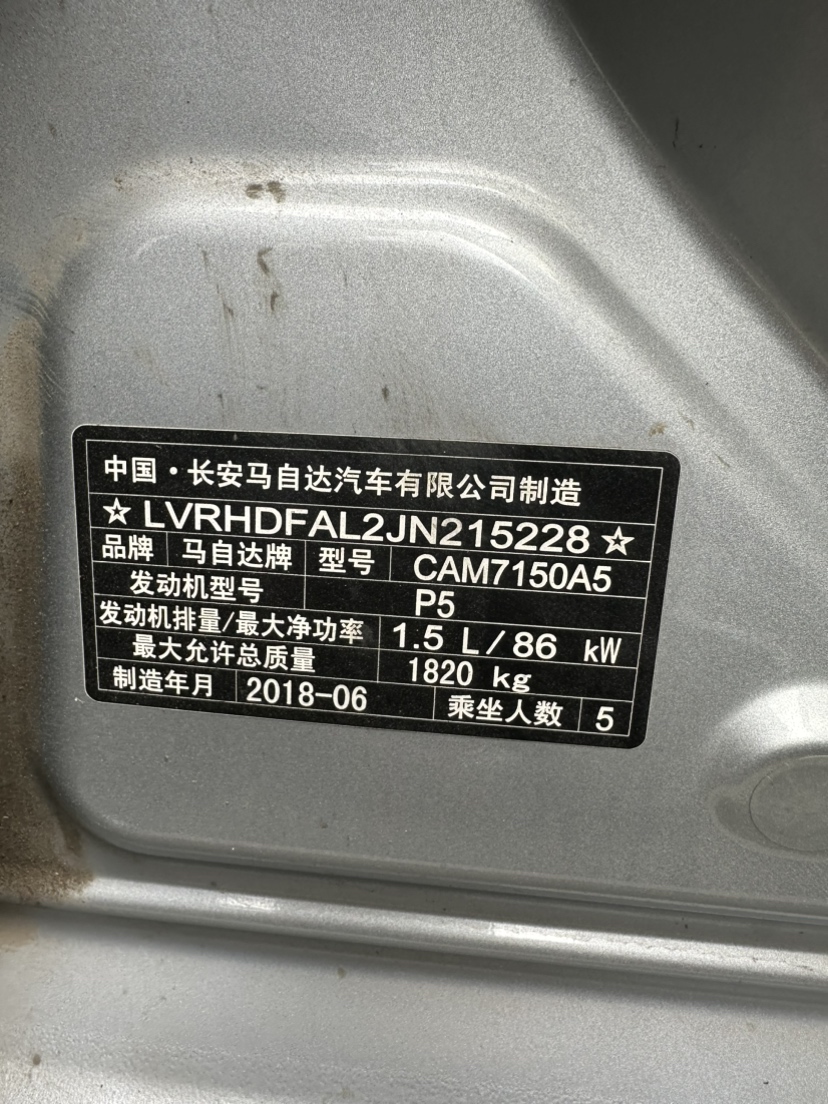 中国·长安马自达汽车有限公司制造
☆LVRHDFAL2JN215228☆
品牌 马自达牌 型号 CAM7150A5
发动机型号 P5
发动机排量/最大净功率 1.5 L/86 kW
最大允许总质量 1820 kg
制造年月 2018-06 乘坐人数 5